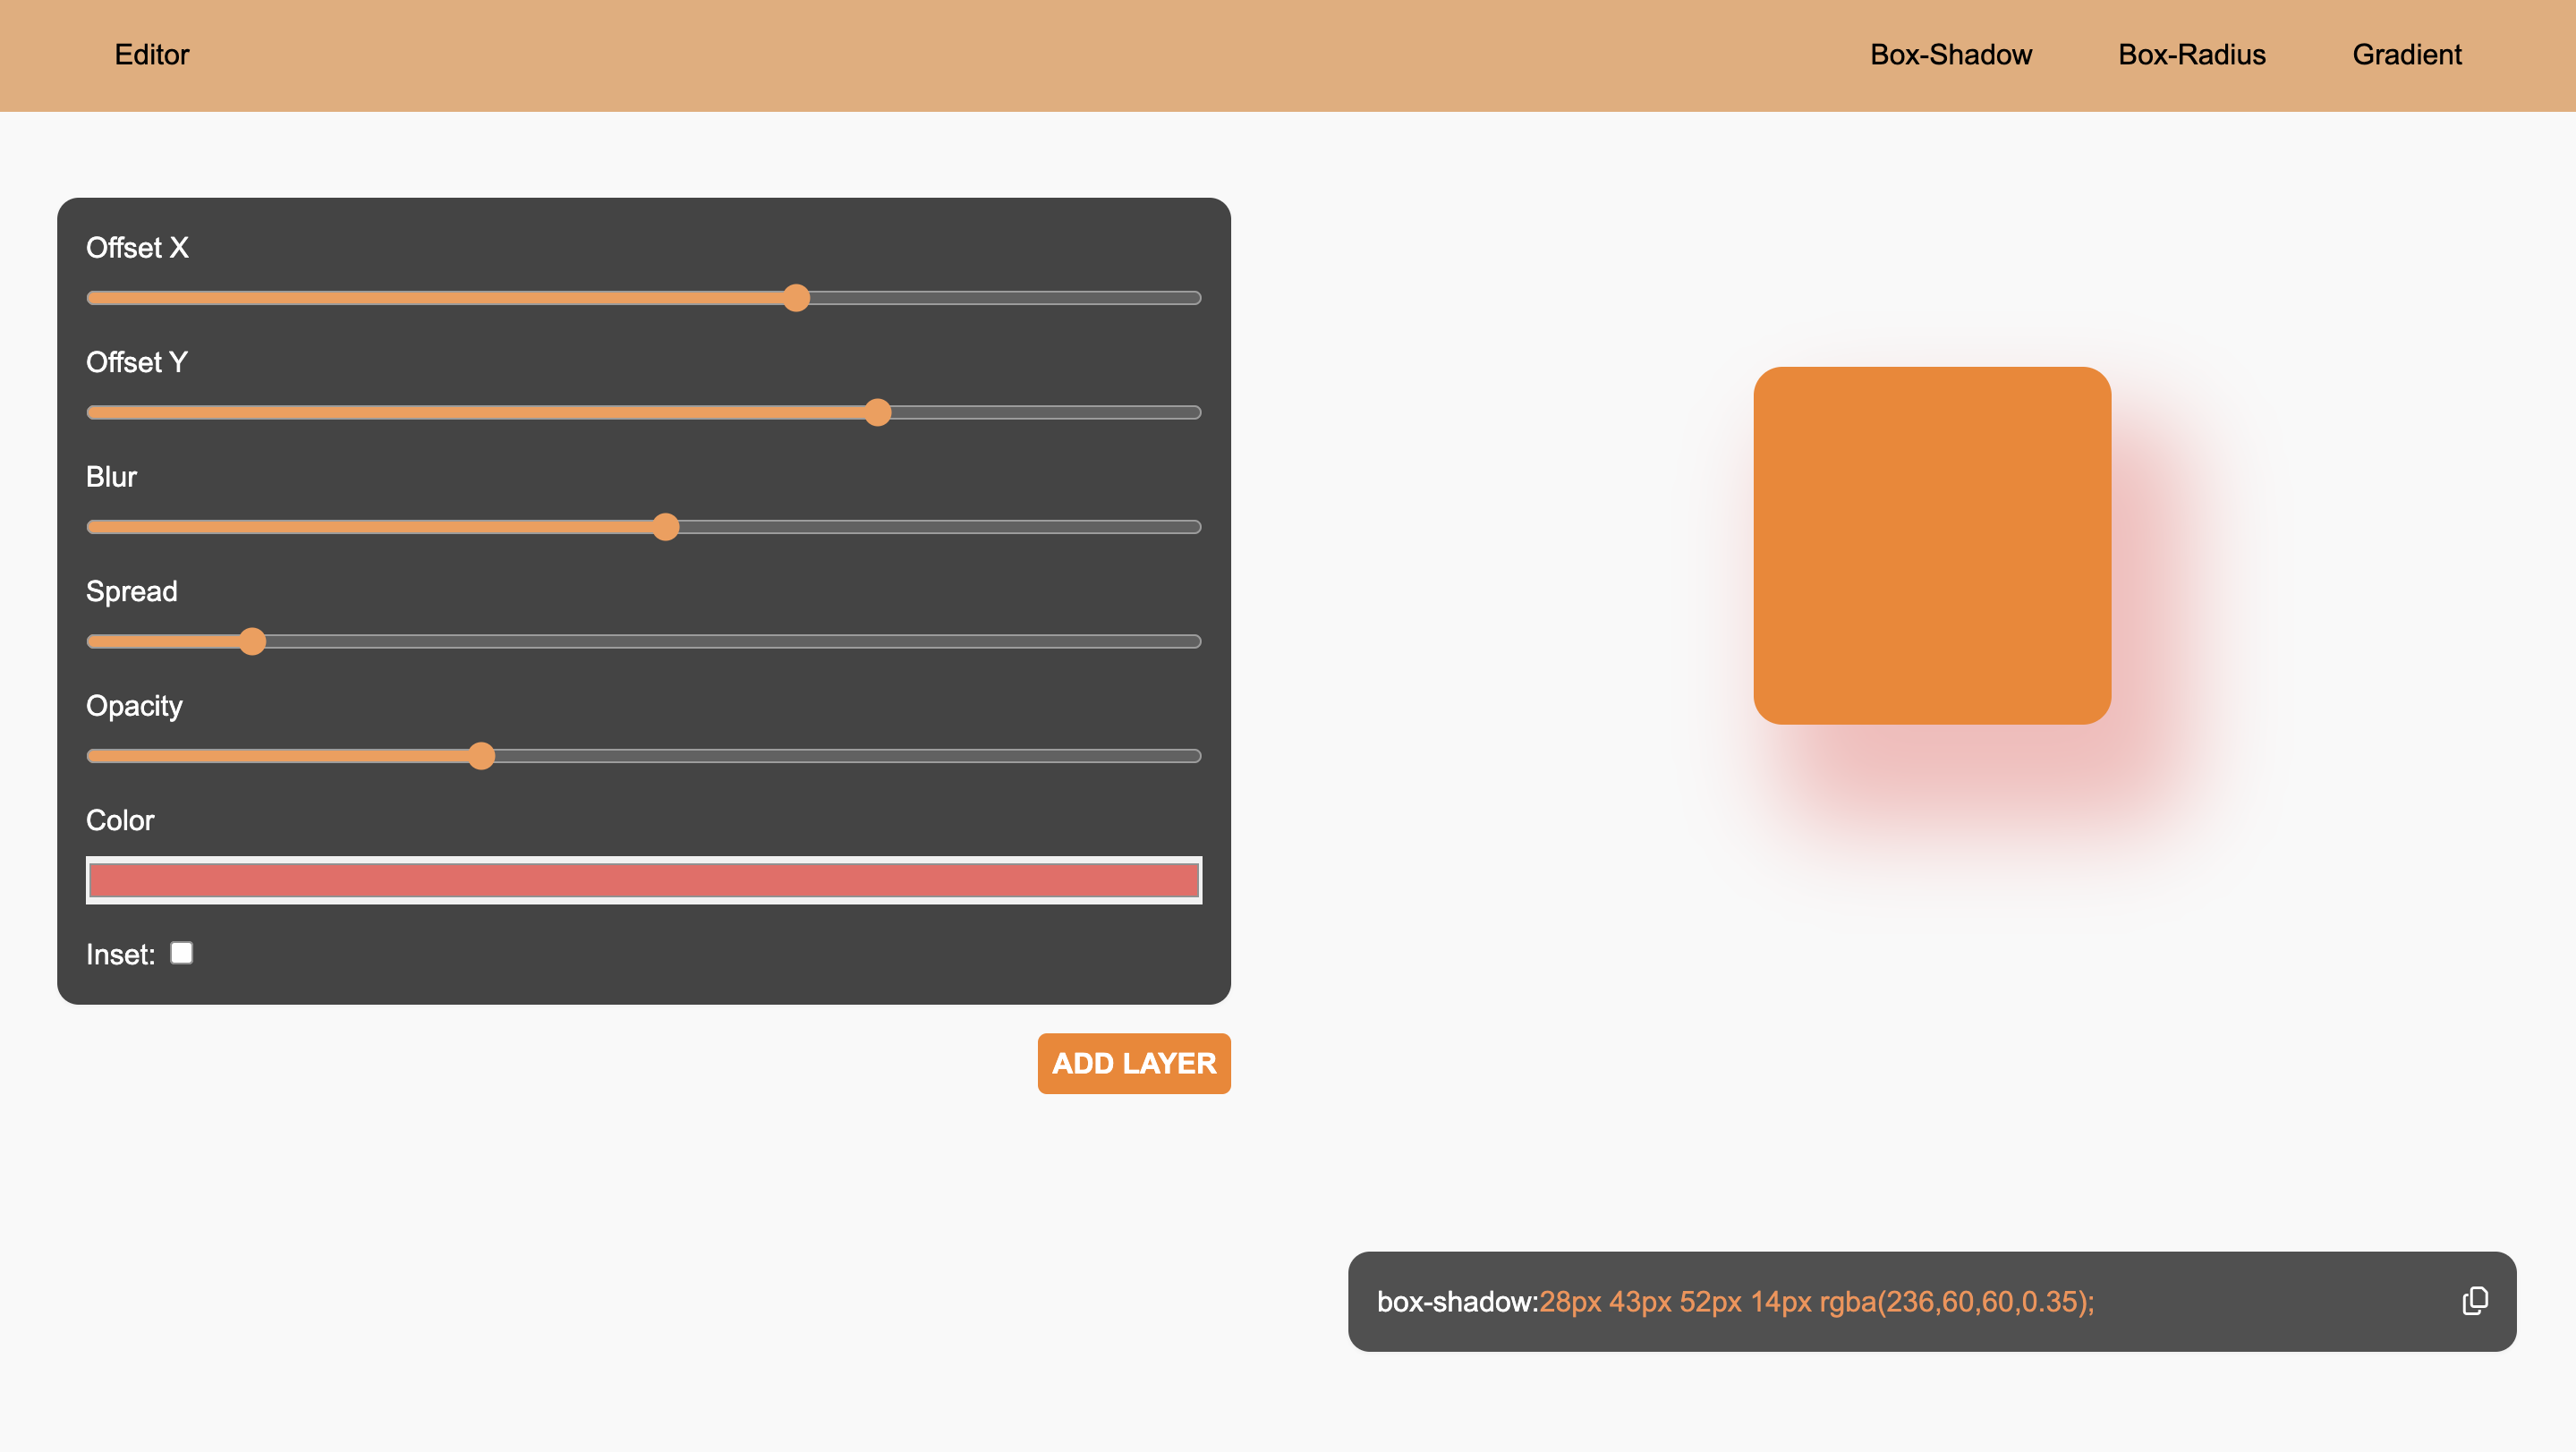 Editor Box-Shadow Box-Radius Gradient
Offset X
Offset Y
Blur
Spread
Opacity
Color
Inset:
ADD LAYER
box-shadow:28px 43px 52px 14px rgba(236,60,60,0.35);